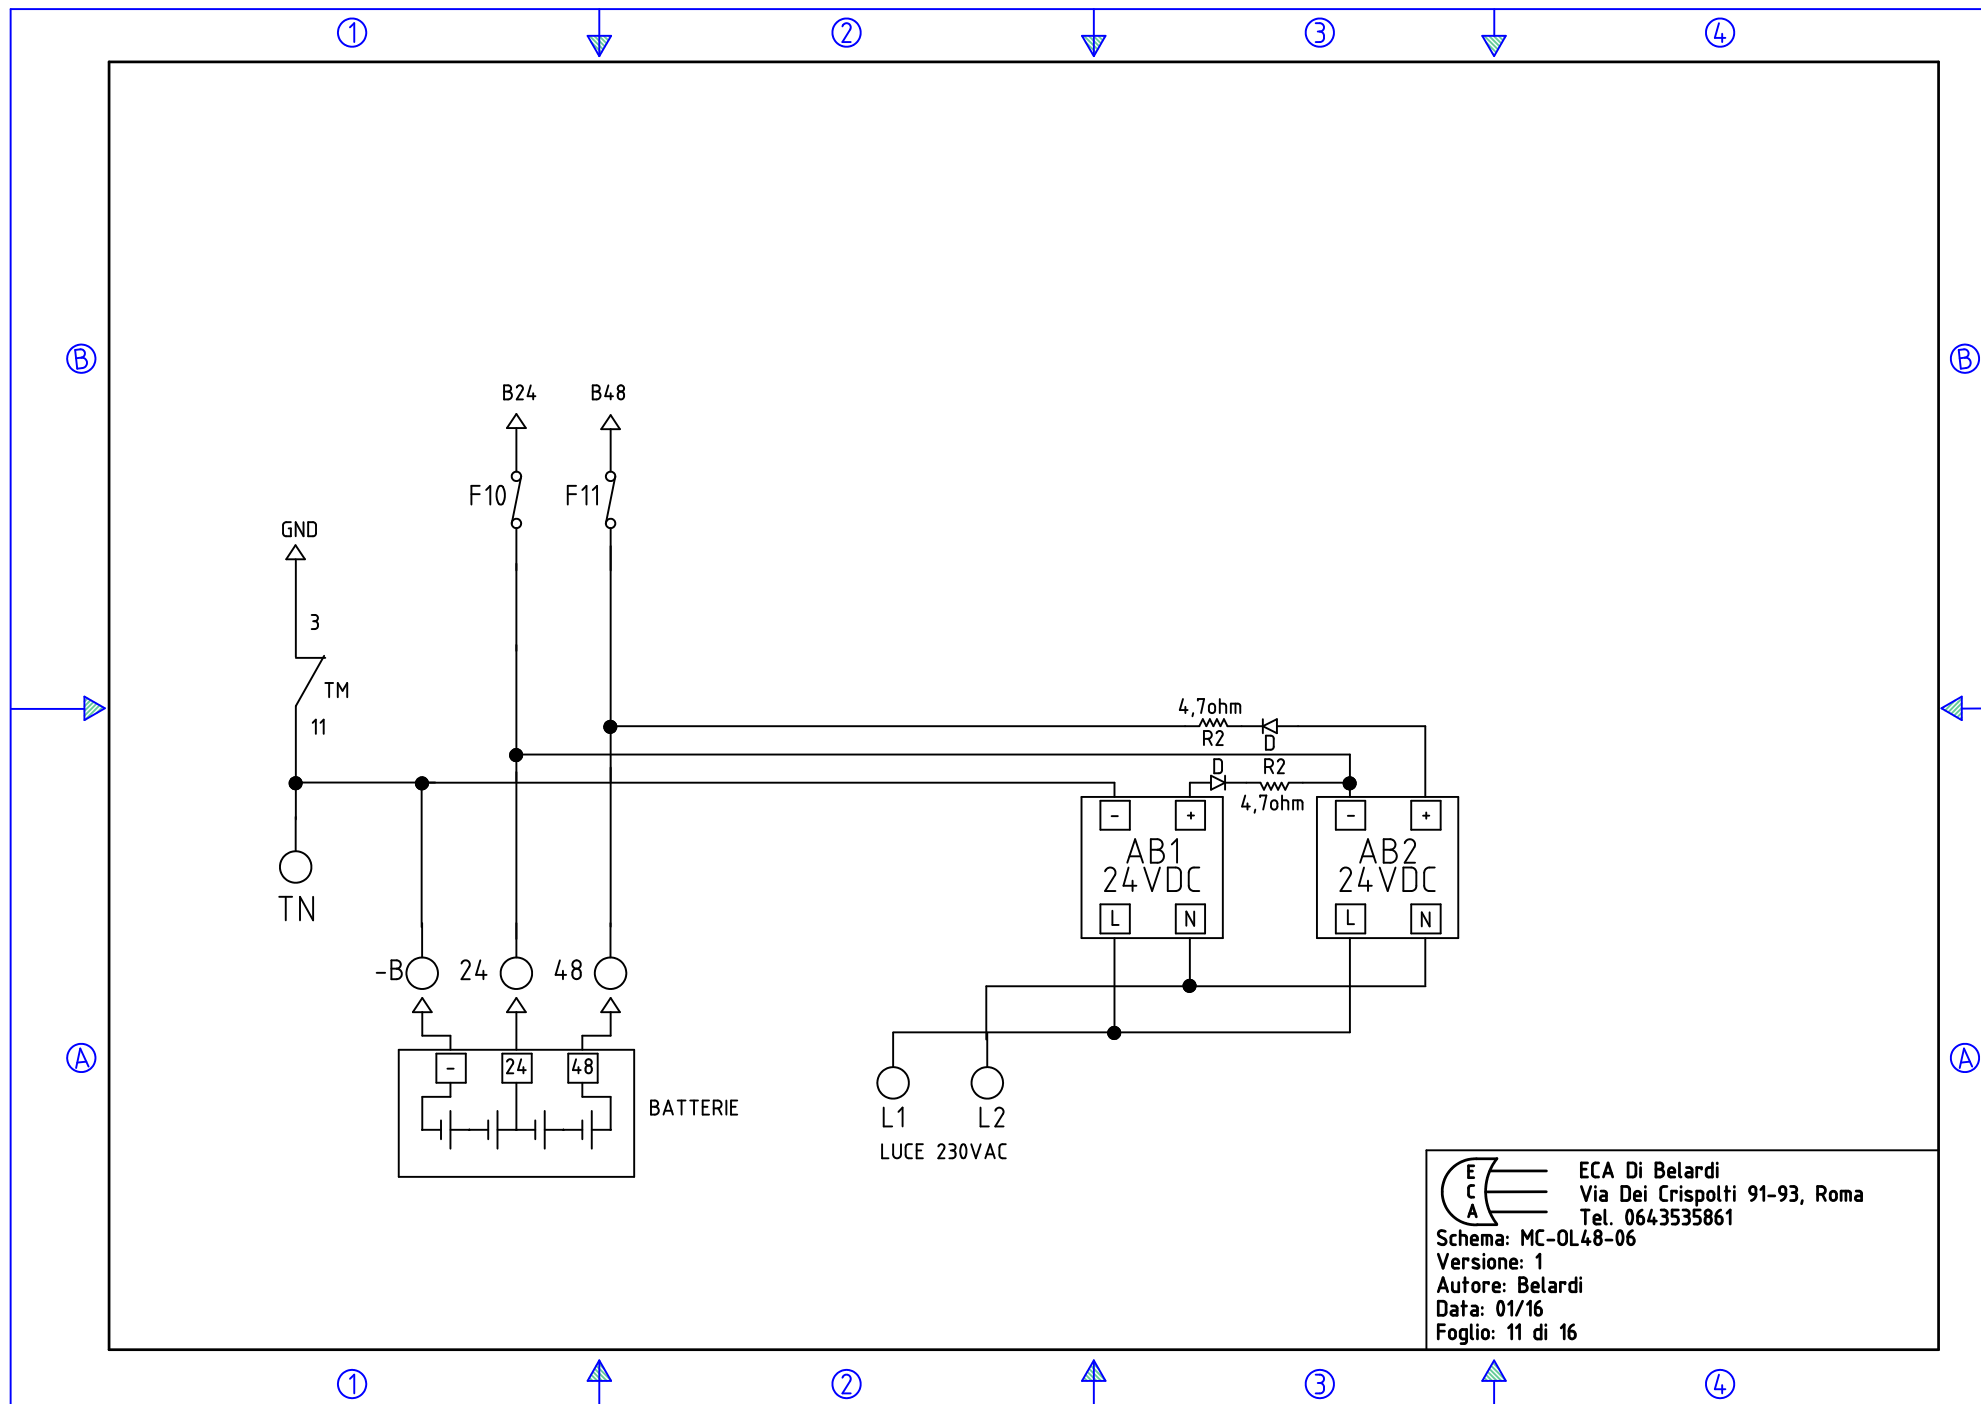 1 2 3 4
B B
B24 B48
F10 F11
GND
3
TM
11
4,7ohm
R2 D
D R2
4,7ohm
- + - +
AB1 AB2
24VDC 24VDC
L N L N
TN
-B 24 48
- 24 48
A A
BATTERIE
L1 L2
LUCE 230VAC
E C A
ECA Di Belardi
Via Dei Crispolti 91-93, Roma
Tel. 0643535861
Schema: MC-OL48-06
Versione: 1
Autore: Belardi
Data: 01/16
Foglio: 11 di 16
1 2 3 4